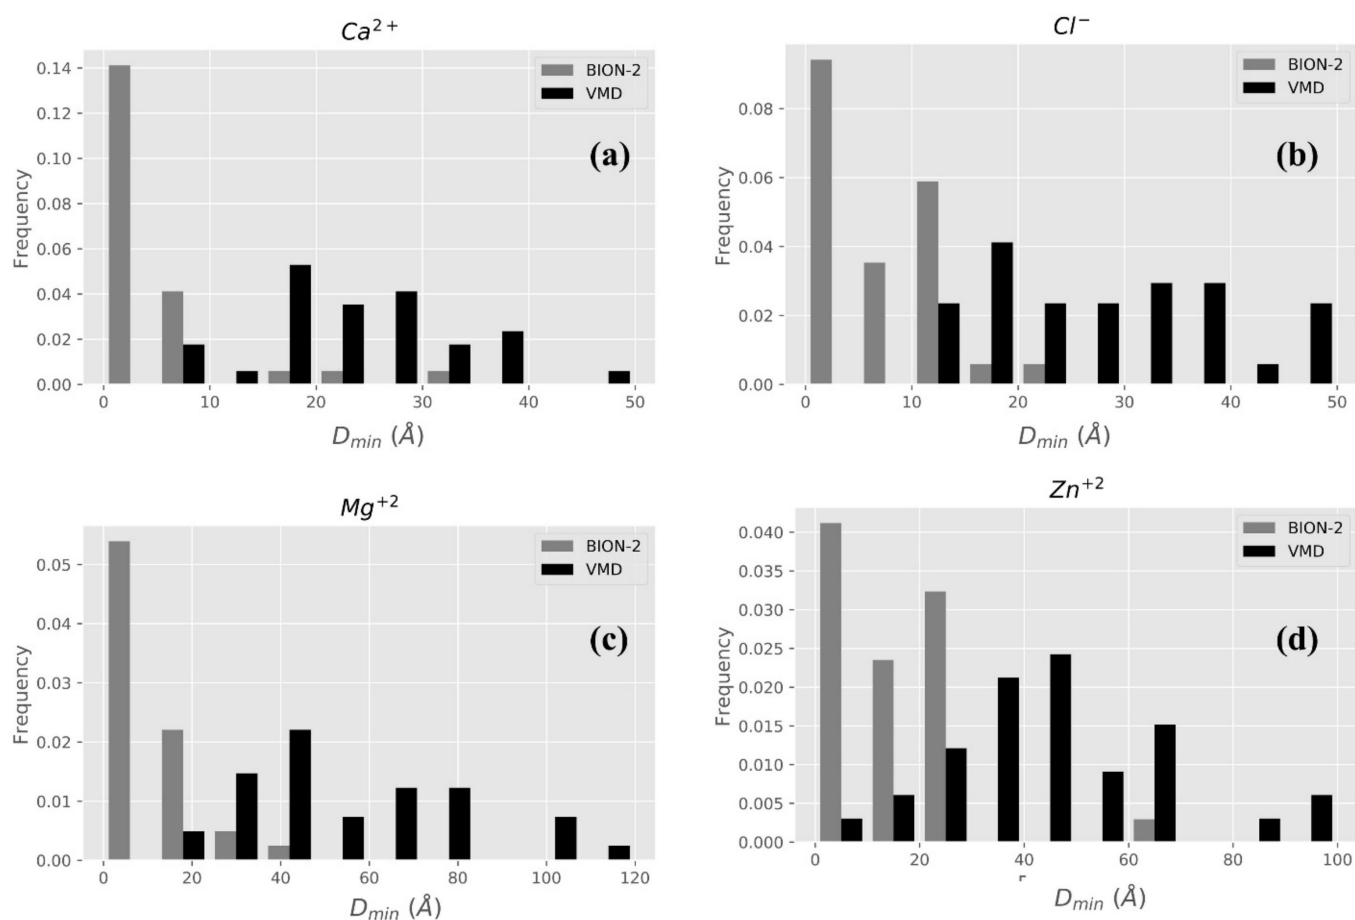 Ca²⁺
0.14
0.12
0.10
0.08
0.06
0.04
0.02
0.00
Frequency
BION-2
VMD
(a)
0 10 20 30 40 50
D_min (Å)
Cl⁻
0.08
0.06
0.04
0.02
0.00
Frequency
BION-2
VMD
(b)
0 10 20 30 40 50
D_min (Å)
Mg⁺²
0.05
0.04
0.03
0.02
0.01
0.00
Frequency
BION-2
VMD
(c)
0 20 40 60 80 100 120
D_min (Å)
Zn⁺²
0.040
0.035
0.030
0.025
0.020
0.015
0.010
0.005
0.000
Frequency
BION-2
VMD
(d)
0 20 40 60 80 100
D_min (Å)